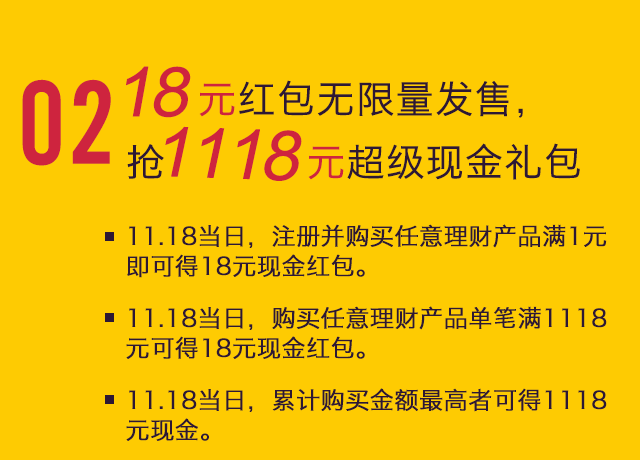 02
18元红包无限量发售，
抢1118元超级现金礼包
11.18当日，注册并购买任意理财产品满1元
即可得18元现金红包。
11.18当日，购买任意理财产品单笔满1118
元可得18元现金红包。
11.18当日，累计购买金额最高者可得1118
元现金。